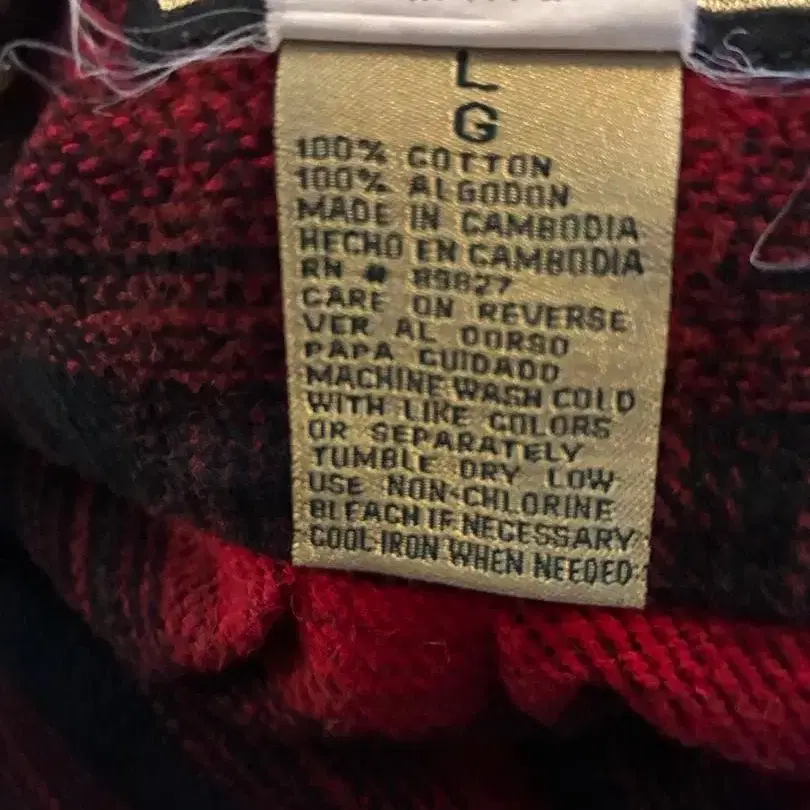 L
G
100% COTTON
100% ALGODON
MADE IN CAMBODIA
HECHO EN CAMBODIA
RN # 89827
CARE ON REVERSE
VER AL DORSO
PAPA CUIDADO
MACHINE WASH COLD
WITH LIKE COLORS
OR SEPARATELY
TUMBLE DRY LOW
USE NON-CHLORINE
BLEACH IF NECESSARY
COOL IRON WHEN NEEDED